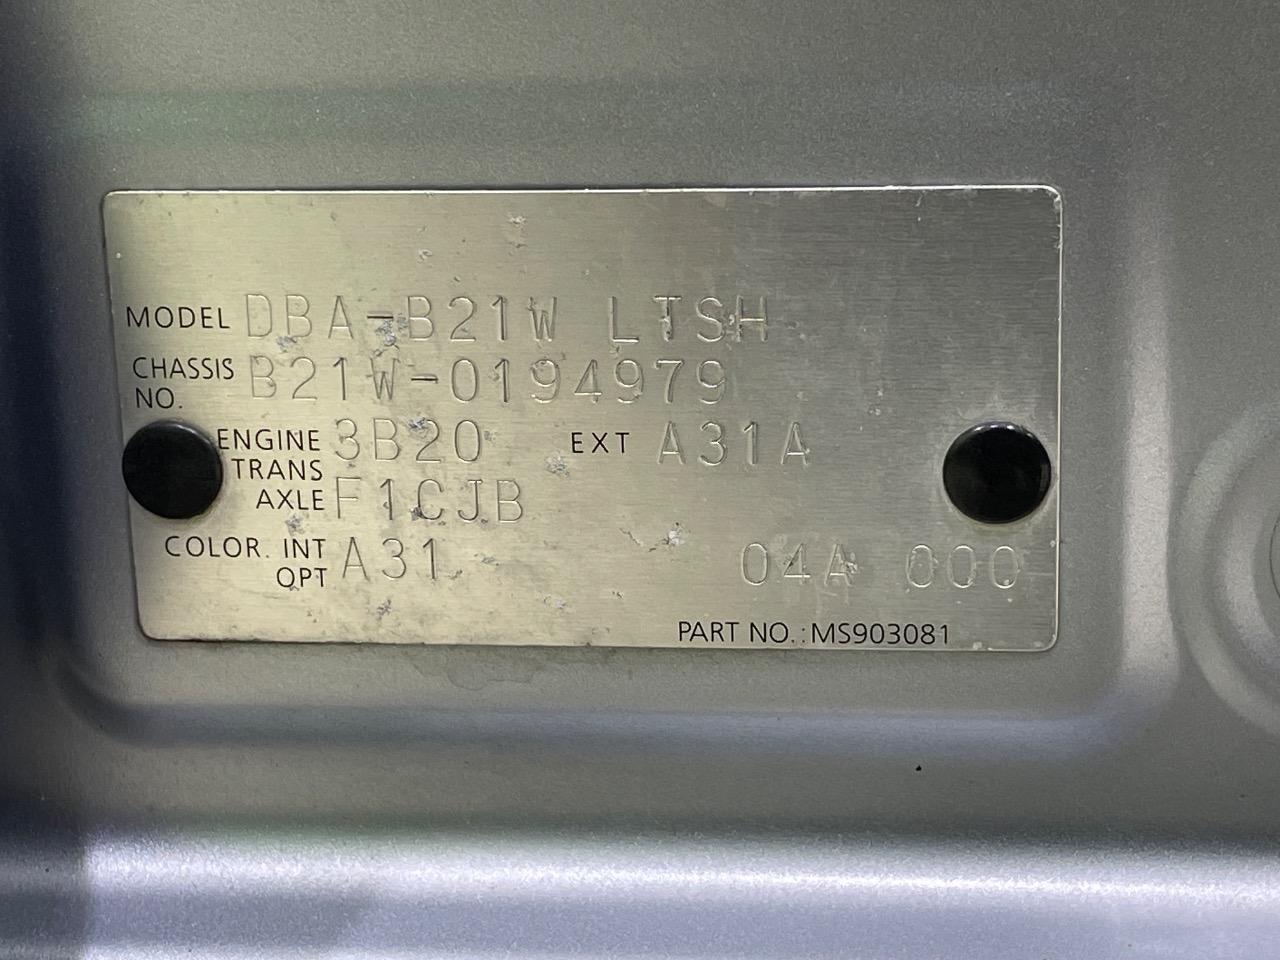 MODEL DBA-B21W LTSH
CHASSIS NO. B21W-0194979
ENGINE 3B20 EXT A31A
TRANS AXLE F1CJB
COLOR. INT OPT A31 04A 000
PART NO.:MS903081